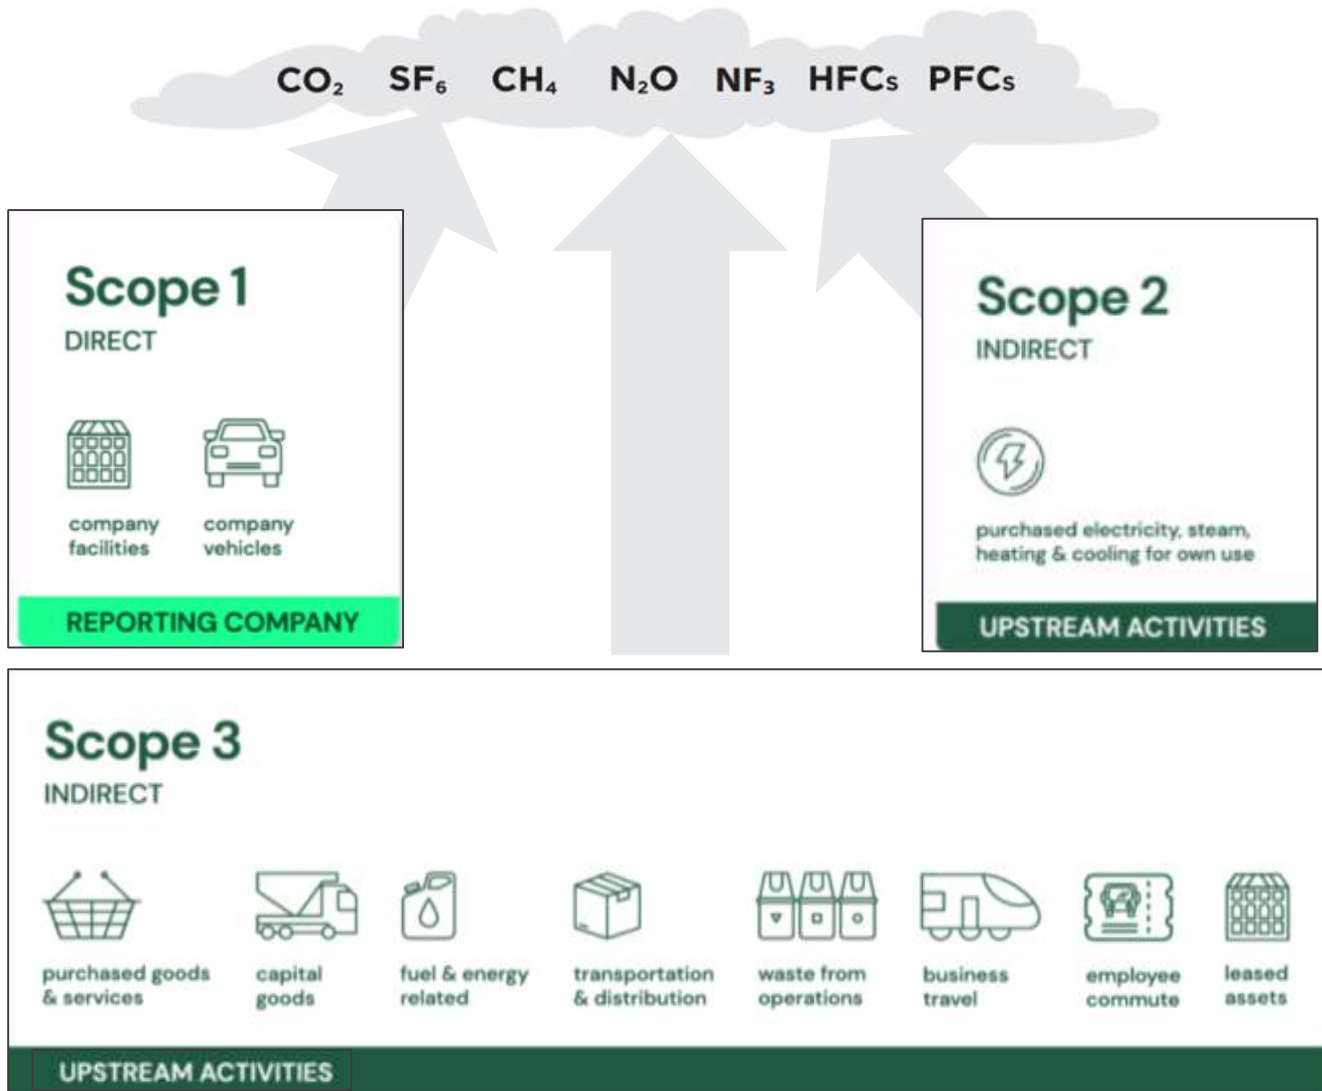 CO₂ SF₆ CH₄ N₂O NF₃ HFCs PFCs
Scope 1
DIRECT
company
facilities
company
vehicles
REPORTING COMPANY
Scope 2
INDIRECT
purchased electricity, steam,
heating & cooling for own use
UPSTREAM ACTIVITIES
Scope 3
INDIRECT
purchased goods
& services
capital
goods
fuel & energy
related
transportation
& distribution
waste from
operations
business
travel
employee
commute
leased
assets
UPSTREAM ACTIVITIES